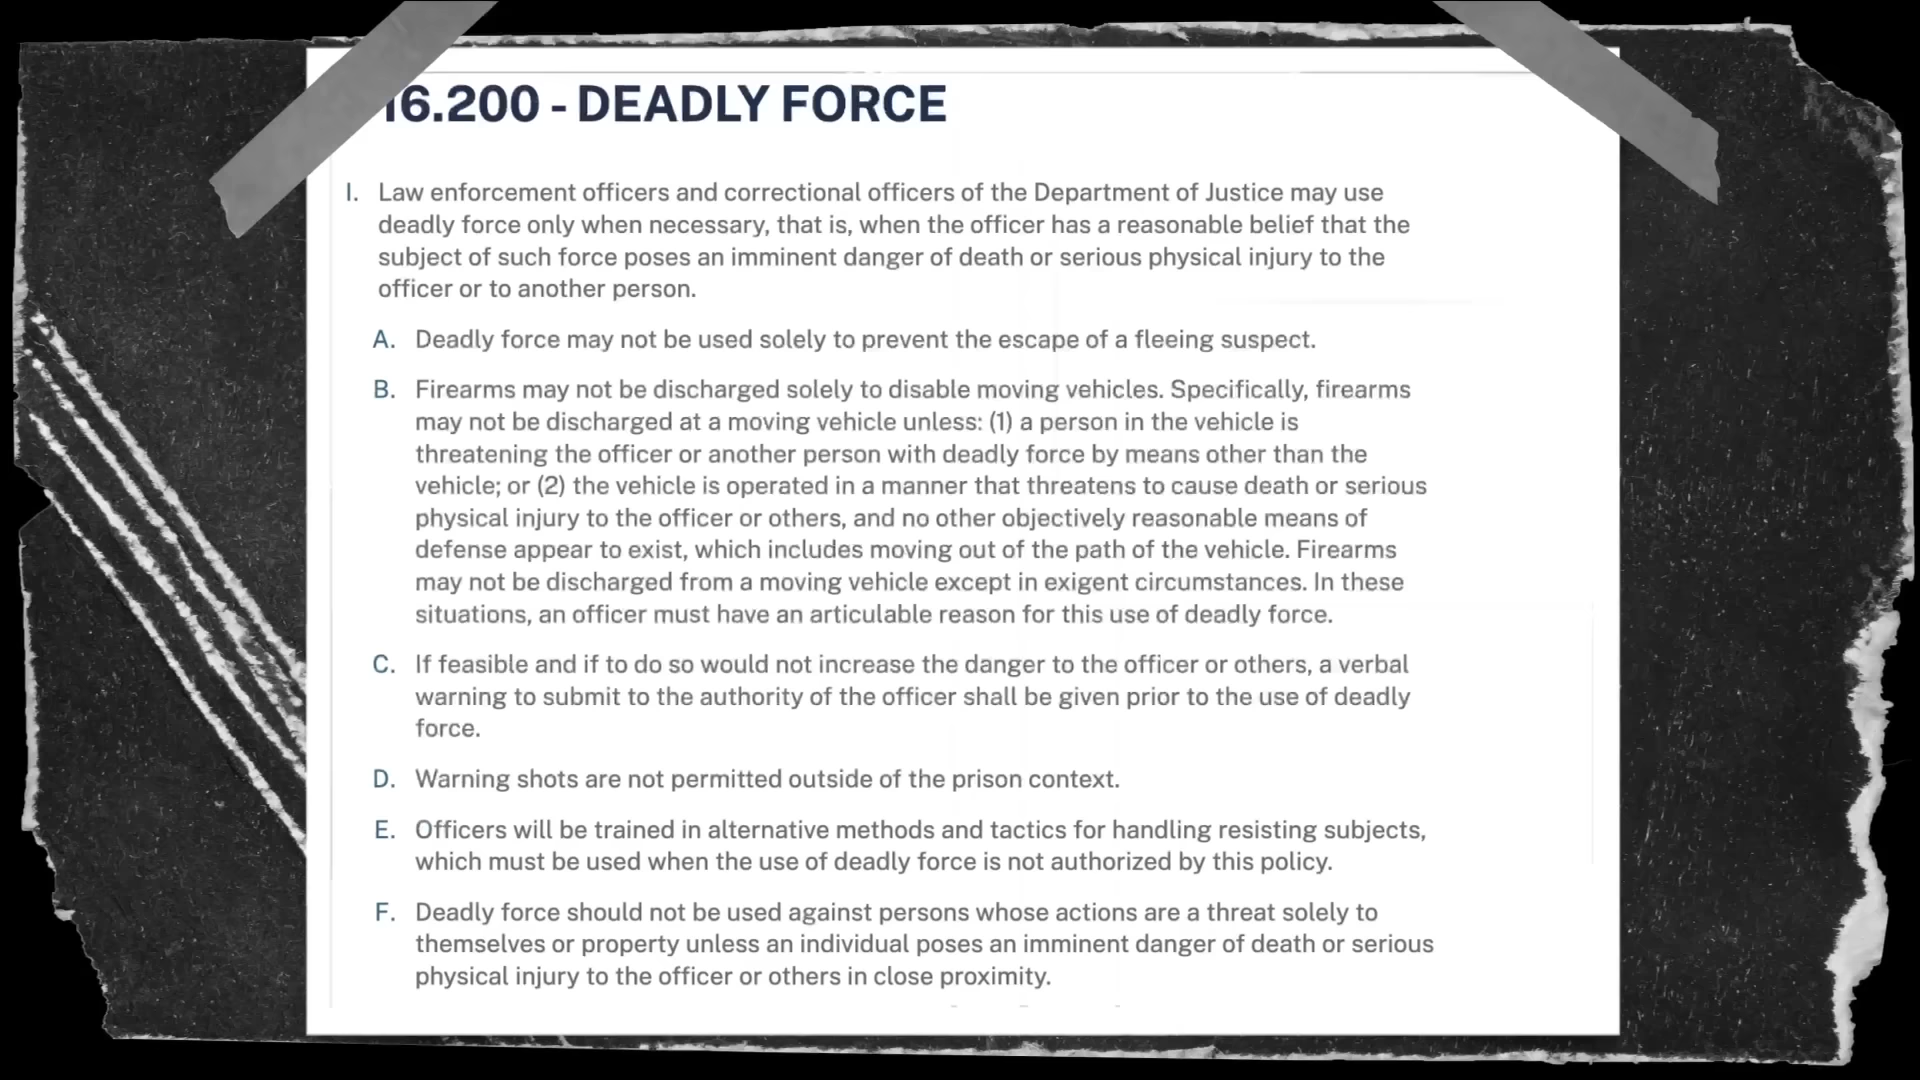 16.200 - DEADLY FORCE
I. Law enforcement officers and correctional officers of the Department of Justice may use
deadly force only when necessary, that is, when the officer has a reasonable belief that the
subject of such force poses an imminent danger of death or serious physical injury to the
officer or to another person.
A. Deadly force may not be used solely to prevent the escape of a fleeing suspect.
B. Firearms may not be discharged solely to disable moving vehicles. Specifically, firearms
may not be discharged at a moving vehicle unless: (1) a person in the vehicle is
threatening the officer or another person with deadly force by means other than the
vehicle; or (2) the vehicle is operated in a manner that threatens to cause death or serious
physical injury to the officer or others, and no other objectively reasonable means of
defense appear to exist, which includes moving out of the path of the vehicle. Firearms
may not be discharged from a moving vehicle except in exigent circumstances. In these
situations, an officer must have an articulable reason for this use of deadly force.
C. If feasible and if to do so would not increase the danger to the officer or others, a verbal
warning to submit to the authority of the officer shall be given prior to the use of deadly
force.
D. Warning shots are not permitted outside of the prison context.
E. Officers will be trained in alternative methods and tactics for handling resisting subjects,
which must be used when the use of deadly force is not authorized by this policy.
F. Deadly force should not be used against persons whose actions are a threat solely to
themselves or property unless an individual poses an imminent danger of death or serious
physical injury to the officer or others in close proximity.